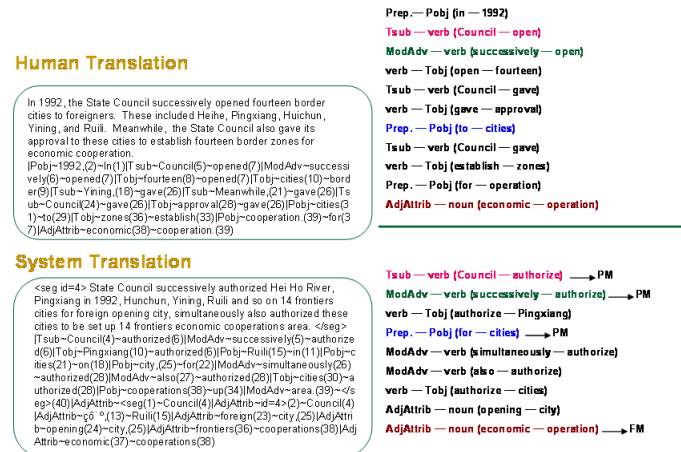 Human Translation
In 1992, the State Council successively opened fourteen border
cities to foreigners. These included Heihe, Pingxiang, Huichun,
Yining, and Ruili. Meanwhile, the State Council also gave its
approval to these cities to establish fourteen border zones for
economic cooperation.
|Pobj~1992,(2)~In(1)|Tsub~Council(5)~opened(7)|ModAdv~successi
vely(6)~opened(7)|Tobj~fourteen(8)~opened(7)|Tobj~cities(10)~bord
er(9)|Tsub~Yining,(18)~gave(26)|Tsub~Meanwhile,(21)~gave(26)|Ts
ub~Council(24)~gave(26)|Tobj~approval(28)~gave(26)|Pobj~cities(3
1)~to(29)|Tobj~zones(36)~establish(33)|Pobj~cooperation.(39)~for(3
7)|AdjAttrib~economic(38)~cooperation.(39)
Prep.— Pobj (in — 1992)
Tsub — verb (Council — open)
ModAdv — verb (successively — open)
verb — Tobj (open — fourteen)
Tsub — verb (Council — gave)
verb — Tobj (gave — approval)
Prep. — Pobj (to — cities)
Tsub — verb (Council — gave)
verb — Tobj (establish — zones)
Prep. — Pobj (for — operation)
AdjAttrib — noun (economic — operation)
System Translation
<seg id=4> State Council successively authorized Hei Ho River,
Pingxiang in 1992, Hunchun, Yining, Ruili and so on 14 frontiers
cities for foreign opening city, simultaneously also authorized these
cities to be set up 14 frontiers economic cooperations area. </seg>
|Tsub~Council(4)~authorized(6)|ModAdv~successively(5)~authorize
d(6)|Tobj~Pingxiang(10)~authorized(6)|Pobj~Ruili(15)~in(11)|Pobj~c
ities(21)~on(18)|Pobj~city,(25)~for(22)|ModAdv~simultaneously(26)
~authorized(28)|ModAdv~also(27)~authorized(28)|Tobj~cities(30)~a
uthorized(28)|Pobj~cooperations(38)~up(34)|ModAdv~area.(39)~</s
eg>(40)|AdjAttrib~<seg(1)~Council(4)|AdjAttrib~id=4>(2)~Council(4)
(13)~Ruili(15)|AdjAttrib~foreign(23)~city,(25)|AdjAttri
b~opening(24)~city,(25)|AdjAttrib~frontiers(36)~cooperations(38)|Adj
Attrib~economic(37)~cooperations(38)
Tsub — verb (Council — authorize) → PM
ModAdv — verb (successively — authorize) → PM
verb — Tobj (authorize — Pingxiang)
Prep. — Pobj (for — cities) → PM
ModAdv — verb (simultaneously — authorize)
ModAdv — verb (also — authorize)
verb — Tobj (authorize — cities)
AdjAttrib — noun (opening — city)
AdjAttrib — noun (economic — operation) → FM